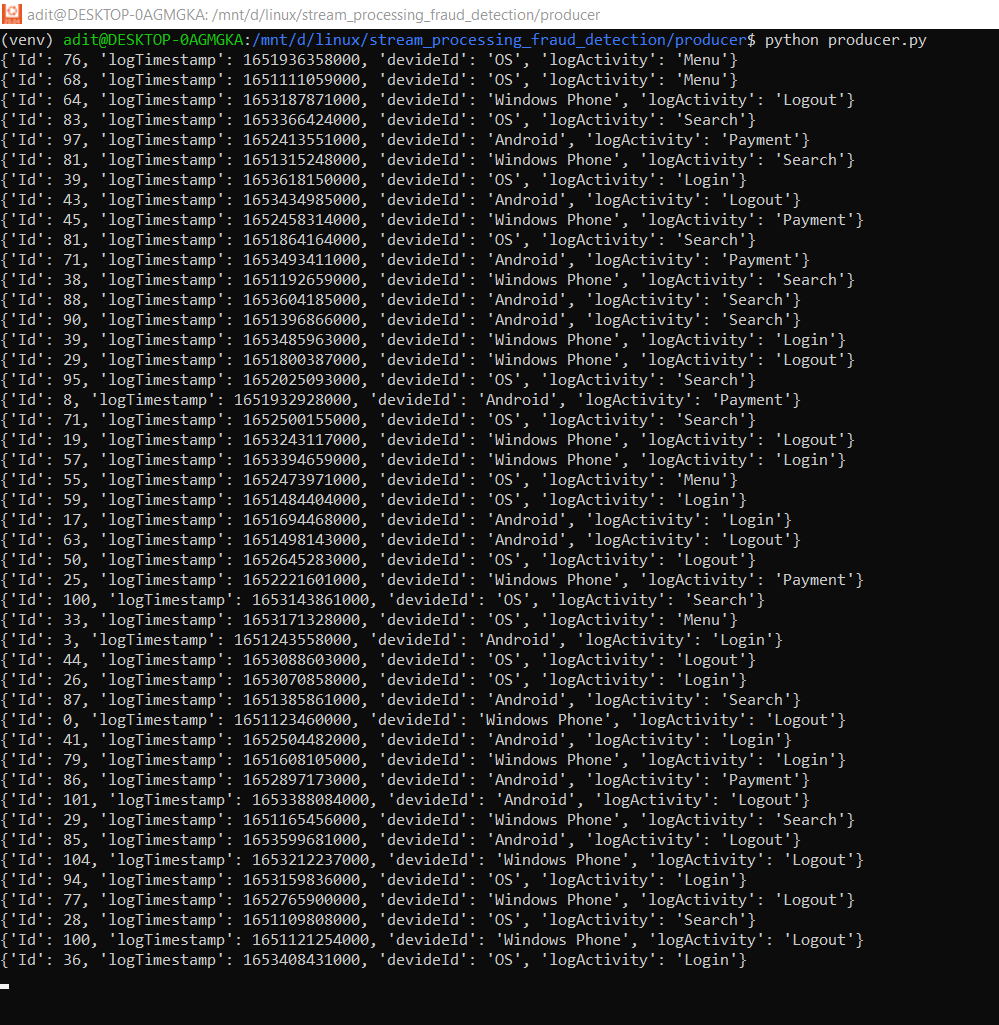 adit@DESKTOP-0AGMGKA: /mnt/d/linux/stream_processing_fraud_detection/producer
(venv) adit@DESKTOP-0AGMGKA:/mnt/d/linux/stream_processing_fraud_detection/producer$ python producer.py
{'Id': 76, 'logTimestamp': 1651936358000, 'devideId': 'OS', 'logActivity': 'Menu'}
{'Id': 68, 'logTimestamp': 1651111059000, 'devideId': 'OS', 'logActivity': 'Menu'}
{'Id': 64, 'logTimestamp': 1653187871000, 'devideId': 'Windows Phone', 'logActivity': 'Logout'}
{'Id': 83, 'logTimestamp': 1653366424000, 'devideId': 'OS', 'logActivity': 'Search'}
{'Id': 97, 'logTimestamp': 1652413551000, 'devideId': 'Android', 'logActivity': 'Payment'}
{'Id': 81, 'logTimestamp': 1651315248000, 'devideId': 'Windows Phone', 'logActivity': 'Search'}
{'Id': 39, 'logTimestamp': 1653618150000, 'devideId': 'OS', 'logActivity': 'Login'}
{'Id': 43, 'logTimestamp': 1653434985000, 'devideId': 'Android', 'logActivity': 'Logout'}
{'Id': 45, 'logTimestamp': 1652458314000, 'devideId': 'Windows Phone', 'logActivity': 'Payment'}
{'Id': 81, 'logTimestamp': 1651864164000, 'devideId': 'OS', 'logActivity': 'Search'}
{'Id': 71, 'logTimestamp': 1653493411000, 'devideId': 'Android', 'logActivity': 'Payment'}
{'Id': 38, 'logTimestamp': 1651192659000, 'devideId': 'Windows Phone', 'logActivity': 'Search'}
{'Id': 88, 'logTimestamp': 1653604185000, 'devideId': 'Android', 'logActivity': 'Search'}
{'Id': 90, 'logTimestamp': 1651396866000, 'devideId': 'Android', 'logActivity': 'Search'}
{'Id': 39, 'logTimestamp': 1653485963000, 'devideId': 'Windows Phone', 'logActivity': 'Login'}
{'Id': 29, 'logTimestamp': 1651800387000, 'devideId': 'Windows Phone', 'logActivity': 'Logout'}
{'Id': 95, 'logTimestamp': 1652025093000, 'devideId': 'OS', 'logActivity': 'Search'}
{'Id': 8, 'logTimestamp': 1651932928000, 'devideId': 'Android', 'logActivity': 'Payment'}
{'Id': 71, 'logTimestamp': 1652500155000, 'devideId': 'OS', 'logActivity': 'Search'}
{'Id': 19, 'logTimestamp': 1653243117000, 'devideId': 'Windows Phone', 'logActivity': 'Logout'}
{'Id': 57, 'logTimestamp': 1653394659000, 'devideId': 'Windows Phone', 'logActivity': 'Login'}
{'Id': 55, 'logTimestamp': 1652473971000, 'devideId': 'OS', 'logActivity': 'Menu'}
{'Id': 59, 'logTimestamp': 1651484404000, 'devideId': 'OS', 'logActivity': 'Login'}
{'Id': 17, 'logTimestamp': 1651694468000, 'devideId': 'Android', 'logActivity': 'Login'}
{'Id': 63, 'logTimestamp': 1651498143000, 'devideId': 'Android', 'logActivity': 'Logout'}
{'Id': 50, 'logTimestamp': 1652645283000, 'devideId': 'OS', 'logActivity': 'Logout'}
{'Id': 25, 'logTimestamp': 1652221601000, 'devideId': 'Windows Phone', 'logActivity': 'Payment'}
{'Id': 100, 'logTimestamp': 1653143861000, 'devideId': 'OS', 'logActivity': 'Search'}
{'Id': 33, 'logTimestamp': 1653171328000, 'devideId': 'OS', 'logActivity': 'Menu'}
{'Id': 3, 'logTimestamp': 1651243558000, 'devideId': 'Android', 'logActivity': 'Login'}
{'Id': 44, 'logTimestamp': 1653088603000, 'devideId': 'OS', 'logActivity': 'Logout'}
{'Id': 26, 'logTimestamp': 1653070858000, 'devideId': 'OS', 'logActivity': 'Login'}
{'Id': 87, 'logTimestamp': 1651385861000, 'devideId': 'Android', 'logActivity': 'Search'}
{'Id': 0, 'logTimestamp': 1651123460000, 'devideId': 'Windows Phone', 'logActivity': 'Logout'}
{'Id': 41, 'logTimestamp': 1652504482000, 'devideId': 'Android', 'logActivity': 'Login'}
{'Id': 79, 'logTimestamp': 1651608105000, 'devideId': 'Windows Phone', 'logActivity': 'Login'}
{'Id': 86, 'logTimestamp': 1652897173000, 'devideId': 'Android', 'logActivity': 'Payment'}
{'Id': 101, 'logTimestamp': 1653388084000, 'devideId': 'Android', 'logActivity': 'Logout'}
{'Id': 29, 'logTimestamp': 1651165456000, 'devideId': 'Windows Phone', 'logActivity': 'Search'}
{'Id': 85, 'logTimestamp': 1653599681000, 'devideId': 'Android', 'logActivity': 'Logout'}
{'Id': 104, 'logTimestamp': 1653212237000, 'devideId': 'Windows Phone', 'logActivity': 'Logout'}
{'Id': 94, 'logTimestamp': 1653159836000, 'devideId': 'OS', 'logActivity': 'Login'}
{'Id': 77, 'logTimestamp': 1652765900000, 'devideId': 'Windows Phone', 'logActivity': 'Logout'}
{'Id': 28, 'logTimestamp': 1651109808000, 'devideId': 'OS', 'logActivity': 'Search'}
{'Id': 100, 'logTimestamp': 1651121254000, 'devideId': 'Windows Phone', 'logActivity': 'Logout'}
{'Id': 36, 'logTimestamp': 1653408431000, 'devideId': 'OS', 'logActivity': 'Login'}